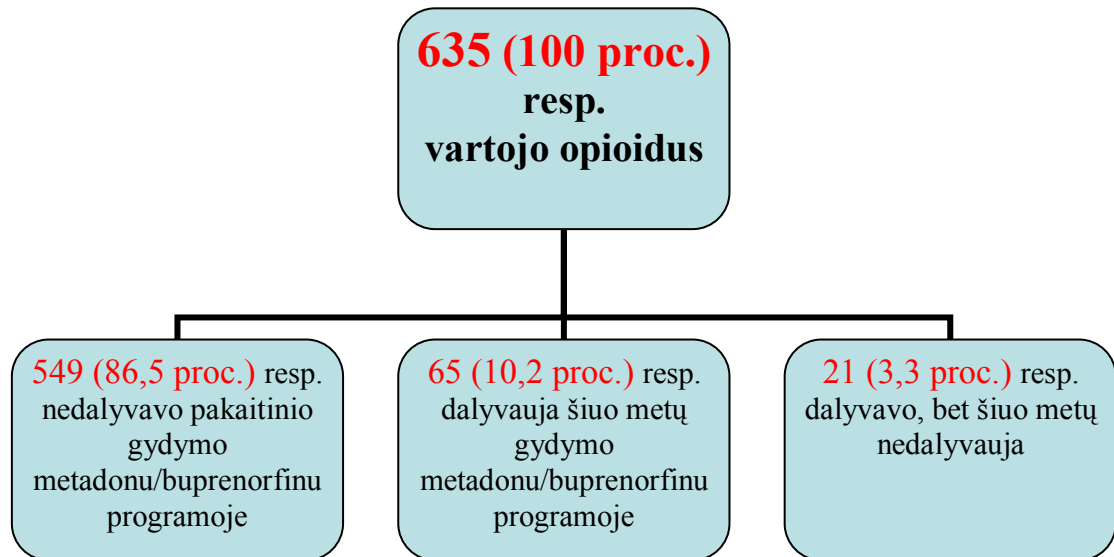 635 (100 proc.)
resp.
vartojo opioidus
549 (86,5 proc.) resp.
nedalyvavo pakaitinio
gydymo
metadonu/buprenorfinu
programoje
65 (10,2 proc.) resp.
dalyvauja šiuo metų
gydymo
metadonu/buprenorfinu
programoje
21 (3,3 proc.) resp.
dalyvavo, bet šiuo metų
nedalyvauja